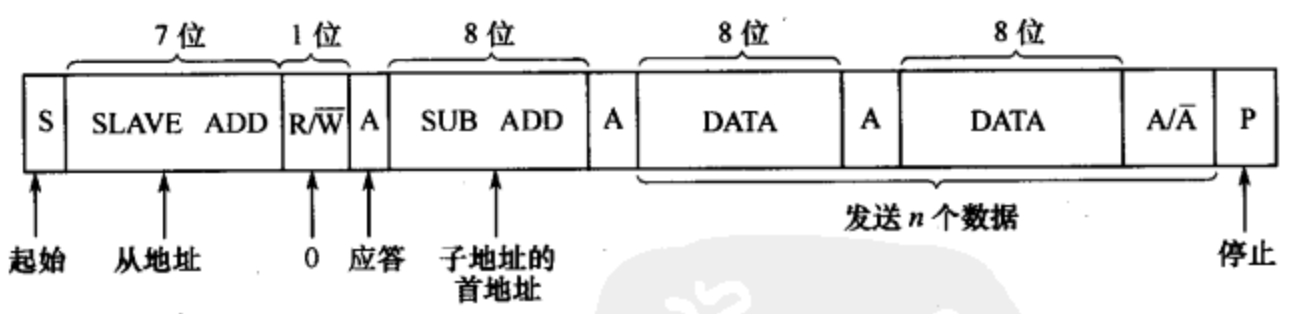 7位 1位 8位 8位 8位
S SLAVE ADD R/W̅ A SUB ADD A DATA A DATA A/A̅ P
发送 n 个数据
起始 从地址 0 应答 子地址的 停止
首地址